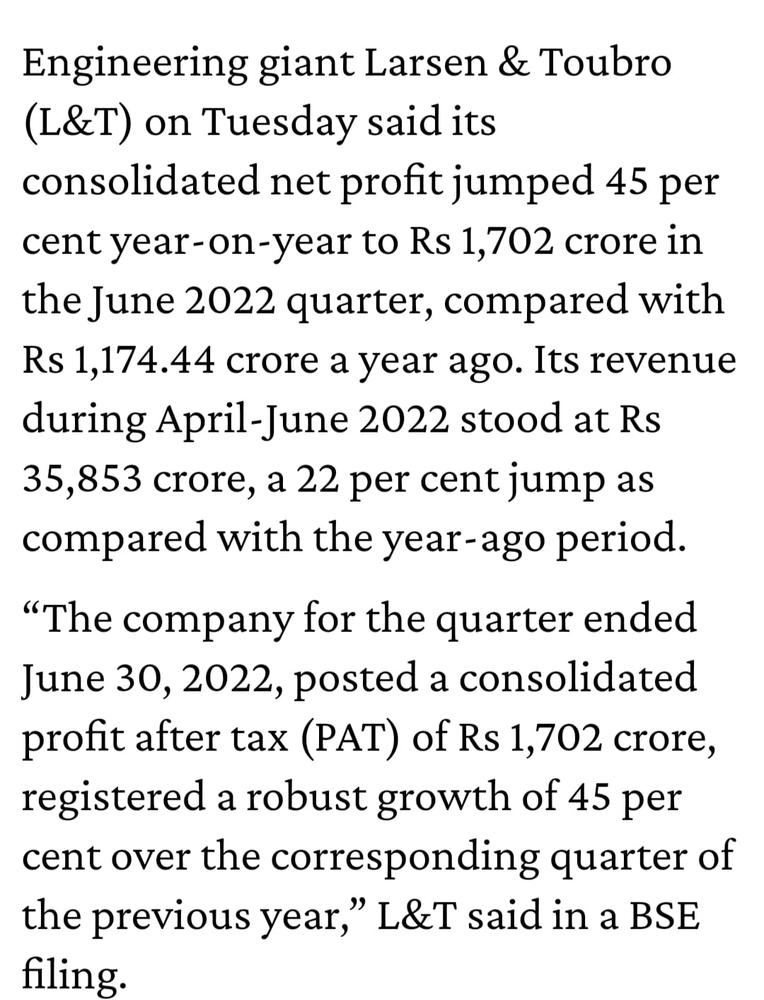 Engineering giant Larsen & Toubro
(L&T) on Tuesday said its
consolidated net profit jumped 45 per
cent year-on-year to Rs 1,702 crore in
the June 2022 quarter, compared with
Rs 1,174.44 crore a year ago. Its revenue
during April-June 2022 stood at Rs
35,853 crore, a 22 per cent jump as
compared with the year-ago period.
“The company for the quarter ended
June 30, 2022, posted a consolidated
profit after tax (PAT) of Rs 1,702 crore,
registered a robust growth of 45 per
cent over the corresponding quarter of
the previous year,” L&T said in a BSE
filing.